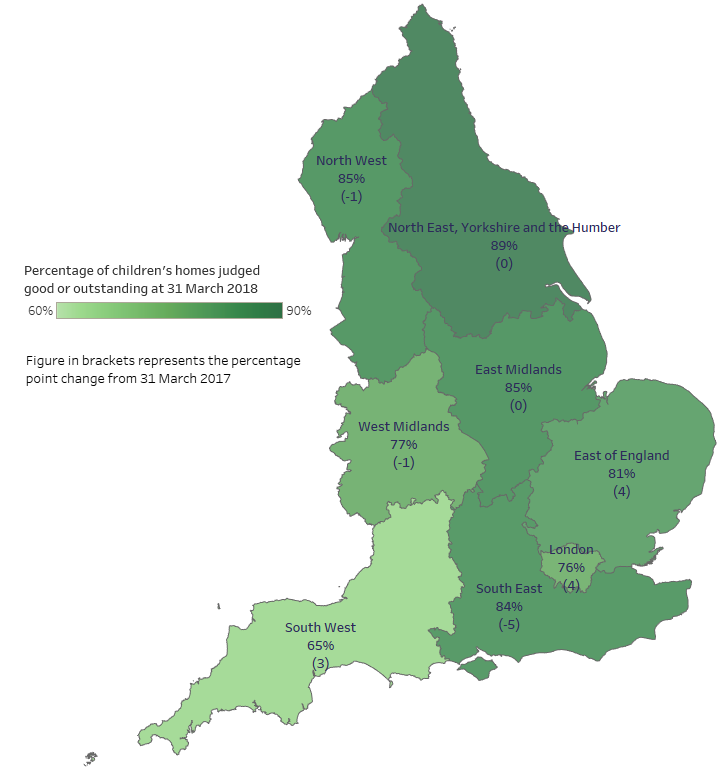 North West
85%
(-1)
North East, Yorkshire and the Humber
89%
(0)
Percentage of children's homes judged
good or outstanding at 31 March 2018
60% 90%
Figure in brackets represents the percentage
point change from 31 March 2017
East Midlands
85%
(0)
West Midlands
77%
(-1)
East of England
81%
(4)
London
76%
(4)
South East
84%
(-5)
South West
65%
(3)